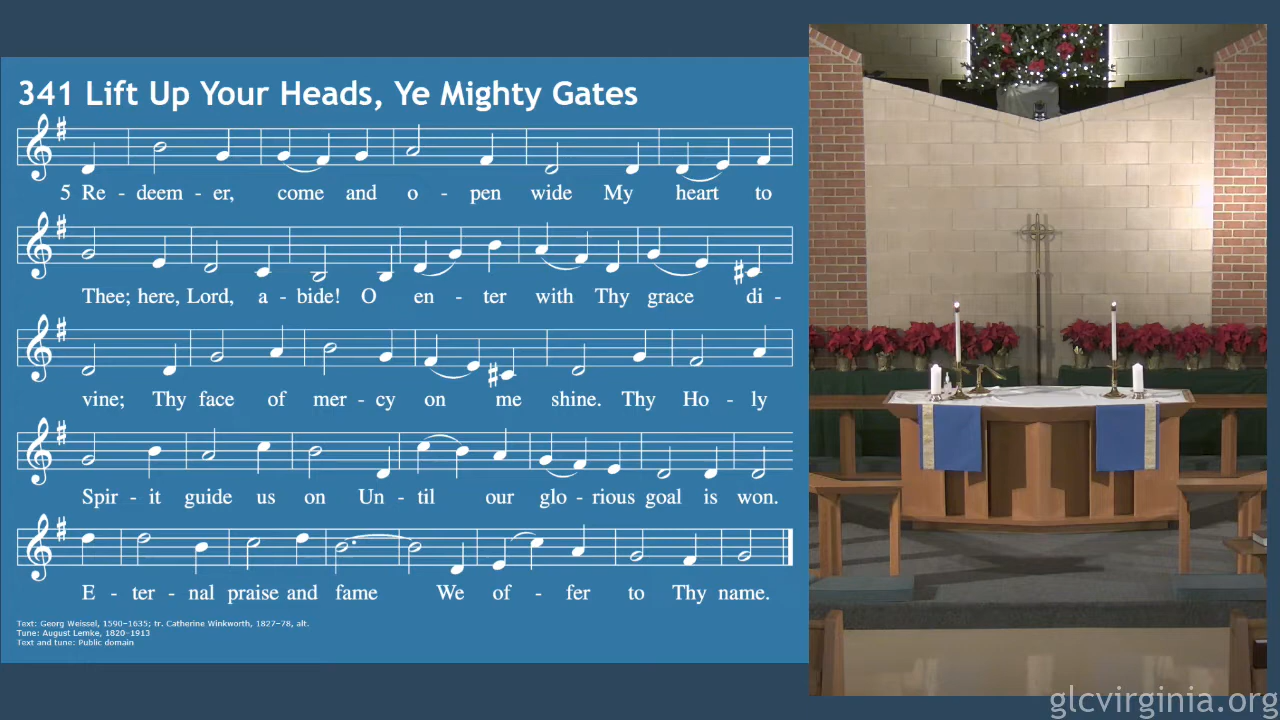 341 Lift Up Your Heads, Ye Mighty Gates
5 Re - deem - er, come and o - pen wide My heart to
Thee; here, Lord, a - bide! O en - ter with Thy grace di -
vine; Thy face of mer - cy on me shine. Thy Ho - ly
Spir - it guide us on Un - til our glo - rious goal is won.
E - ter - nal praise and fame We of - fer to Thy name.
Text: Georg Weissel, 1590–1635; tr. Catherine Winkworth, 1827–78, alt.
Tune: August Lemke, 1820–1913
Text and tune: Public domain
glcvirginia.org